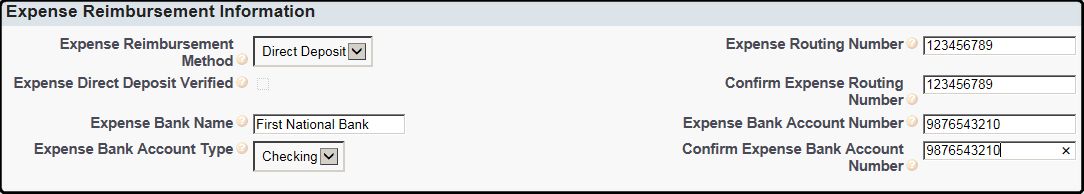 Expense Reimbursement Information
Expense Reimbursement
Method ? Direct Deposit
Expense Routing Number ? 123456789
Expense Direct Deposit Verified ?
Confirm Expense Routing
Number ? 123456789
Expense Bank Name ? First National Bank
Expense Bank Account Number ? 9876543210
Expense Bank Account Type ? Checking
Confirm Expense Bank Account
Number ? 9876543210 ×